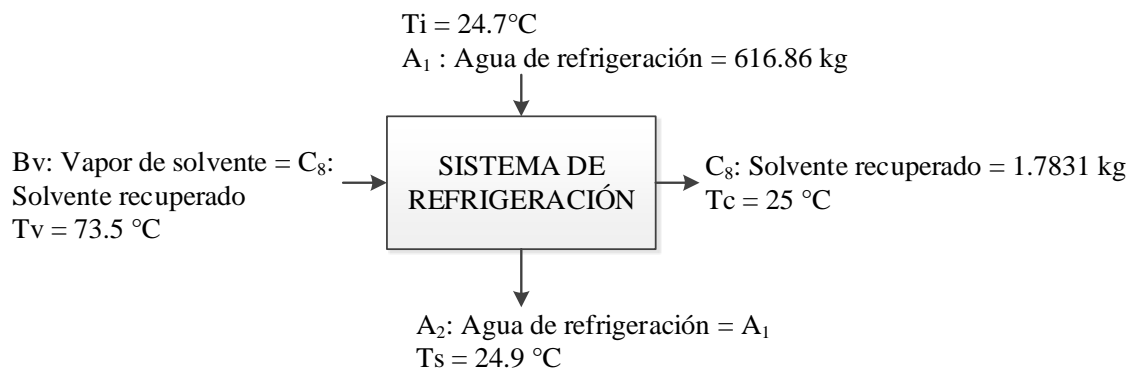 Ti = 24.7°C
A₁ : Agua de refrigeración = 616.86 kg
Bv: Vapor de solvente = C₈:
Solvente recuperado
Tv = 73.5 °C
SISTEMA DE
REFRIGERACIÓN
C₈: Solvente recuperado = 1.7831 kg
Tc = 25 °C
A₂: Agua de refrigeración = A₁
Ts = 24.9 °C